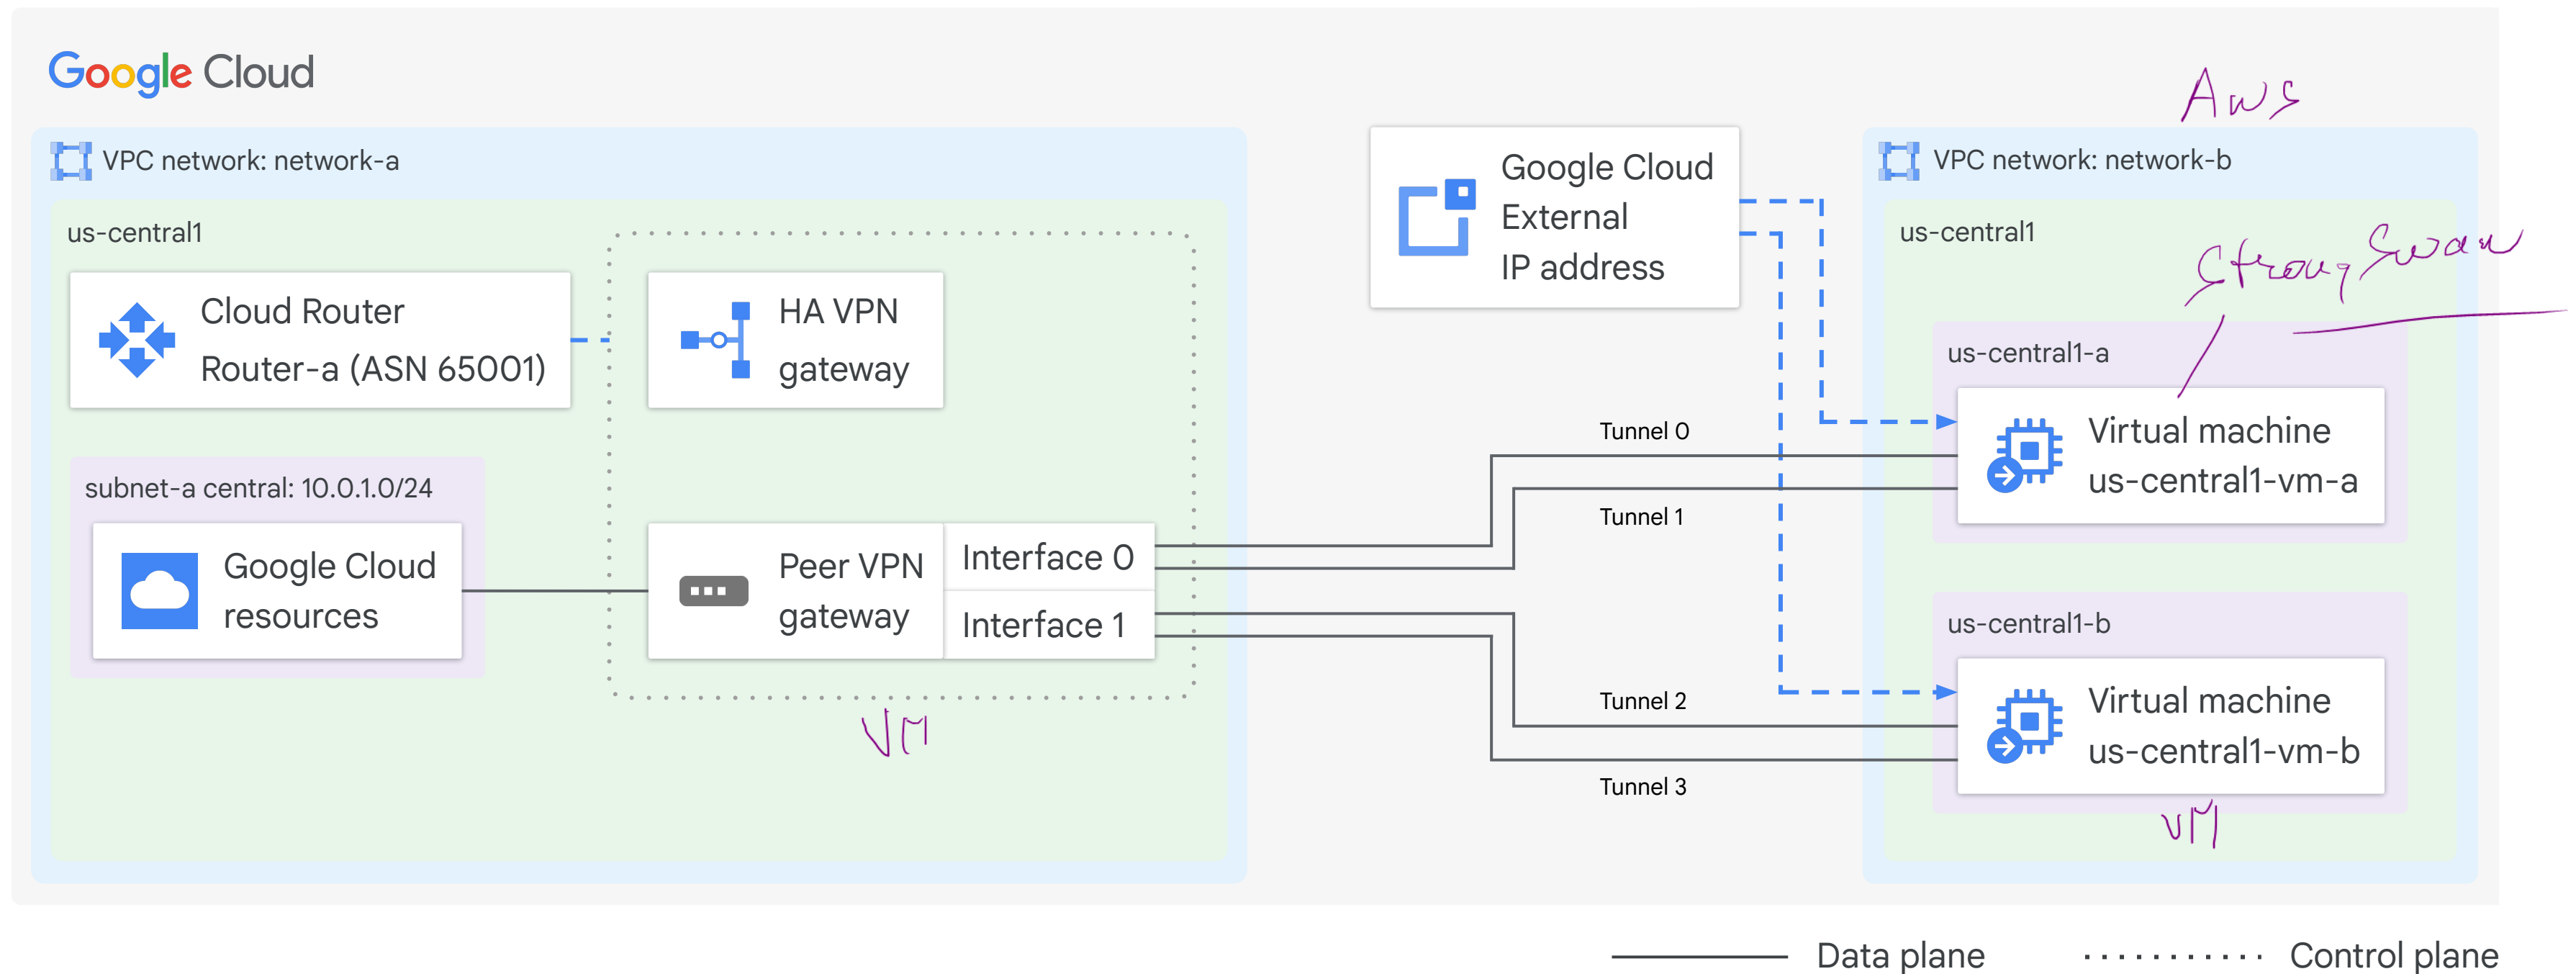 Google Cloud
Aws
VPC network: network-a
VPC network: network-b
us-central1
us-central1
Strong Swan
Cloud Router
Router-a (ASN 65001)
HA VPN
gateway
Google Cloud
External
IP address
us-central1-a
Virtual machine
us-central1-vm-a
Tunnel 0
Tunnel 1
subnet-a central: 10.0.1.0/24
Google Cloud
resources
Peer VPN
gateway
Interface 0
Interface 1
us-central1-b
Virtual machine
us-central1-vm-b
Tunnel 2
Tunnel 3
VM
VM
Data plane
Control plane